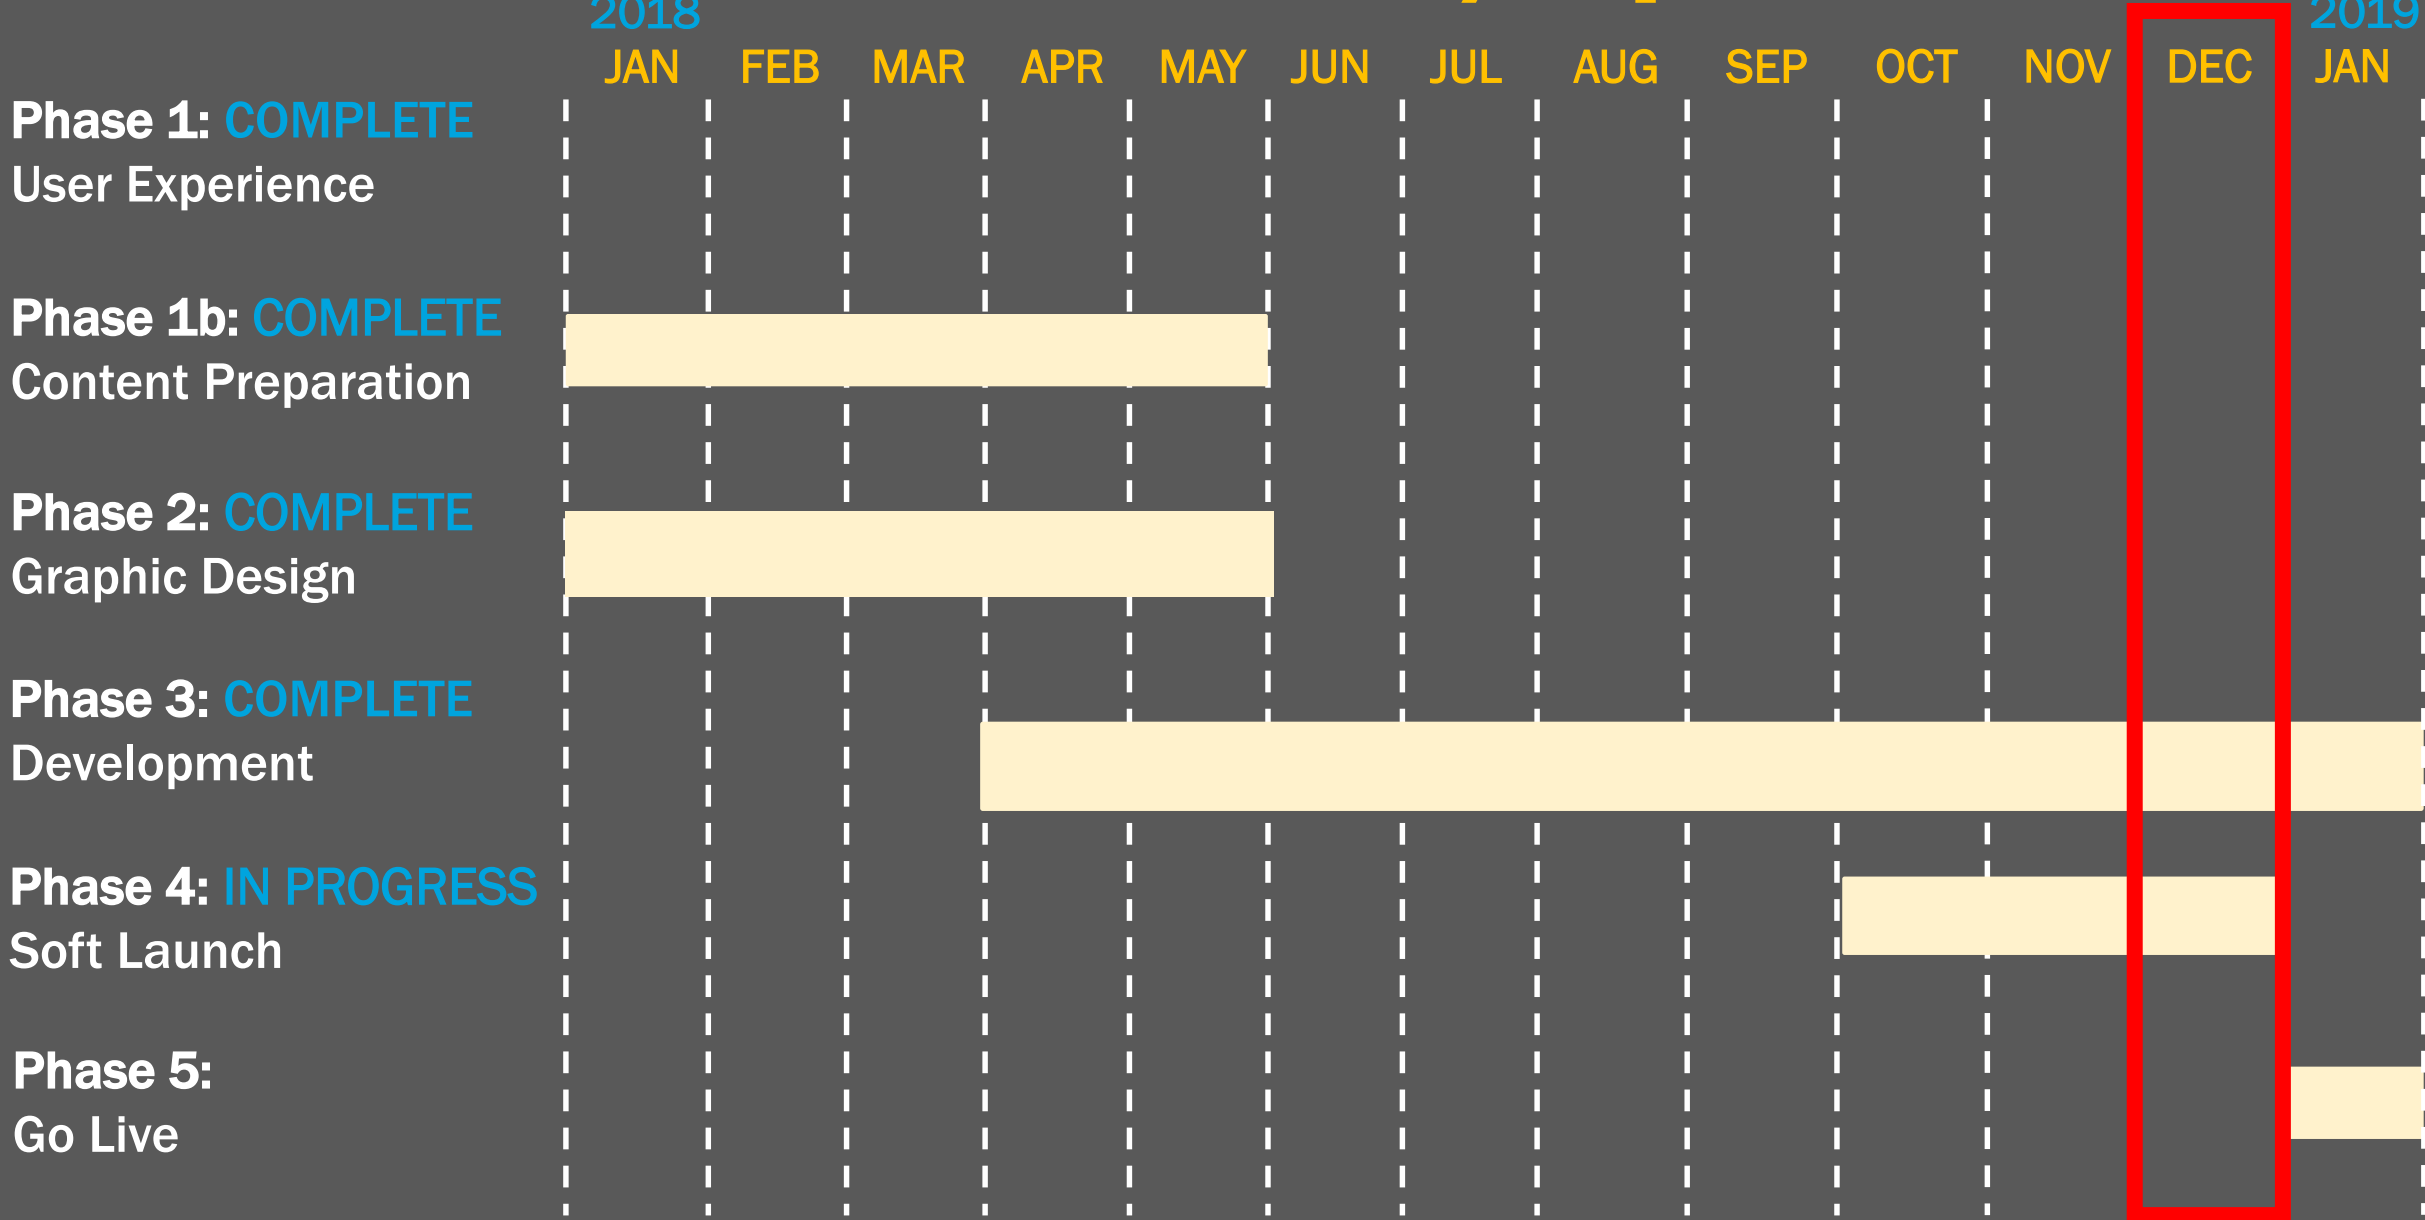 2018 2019
JAN FEB MAR APR MAY JUN JUL AUG SEP OCT NOV DEC JAN
Phase 1: COMPLETE
User Experience
Phase 1b: COMPLETE
Content Preparation
Phase 2: COMPLETE
Graphic Design
Phase 3: COMPLETE
Development
Phase 4: IN PROGRESS
Soft Launch
Phase 5:
Go Live